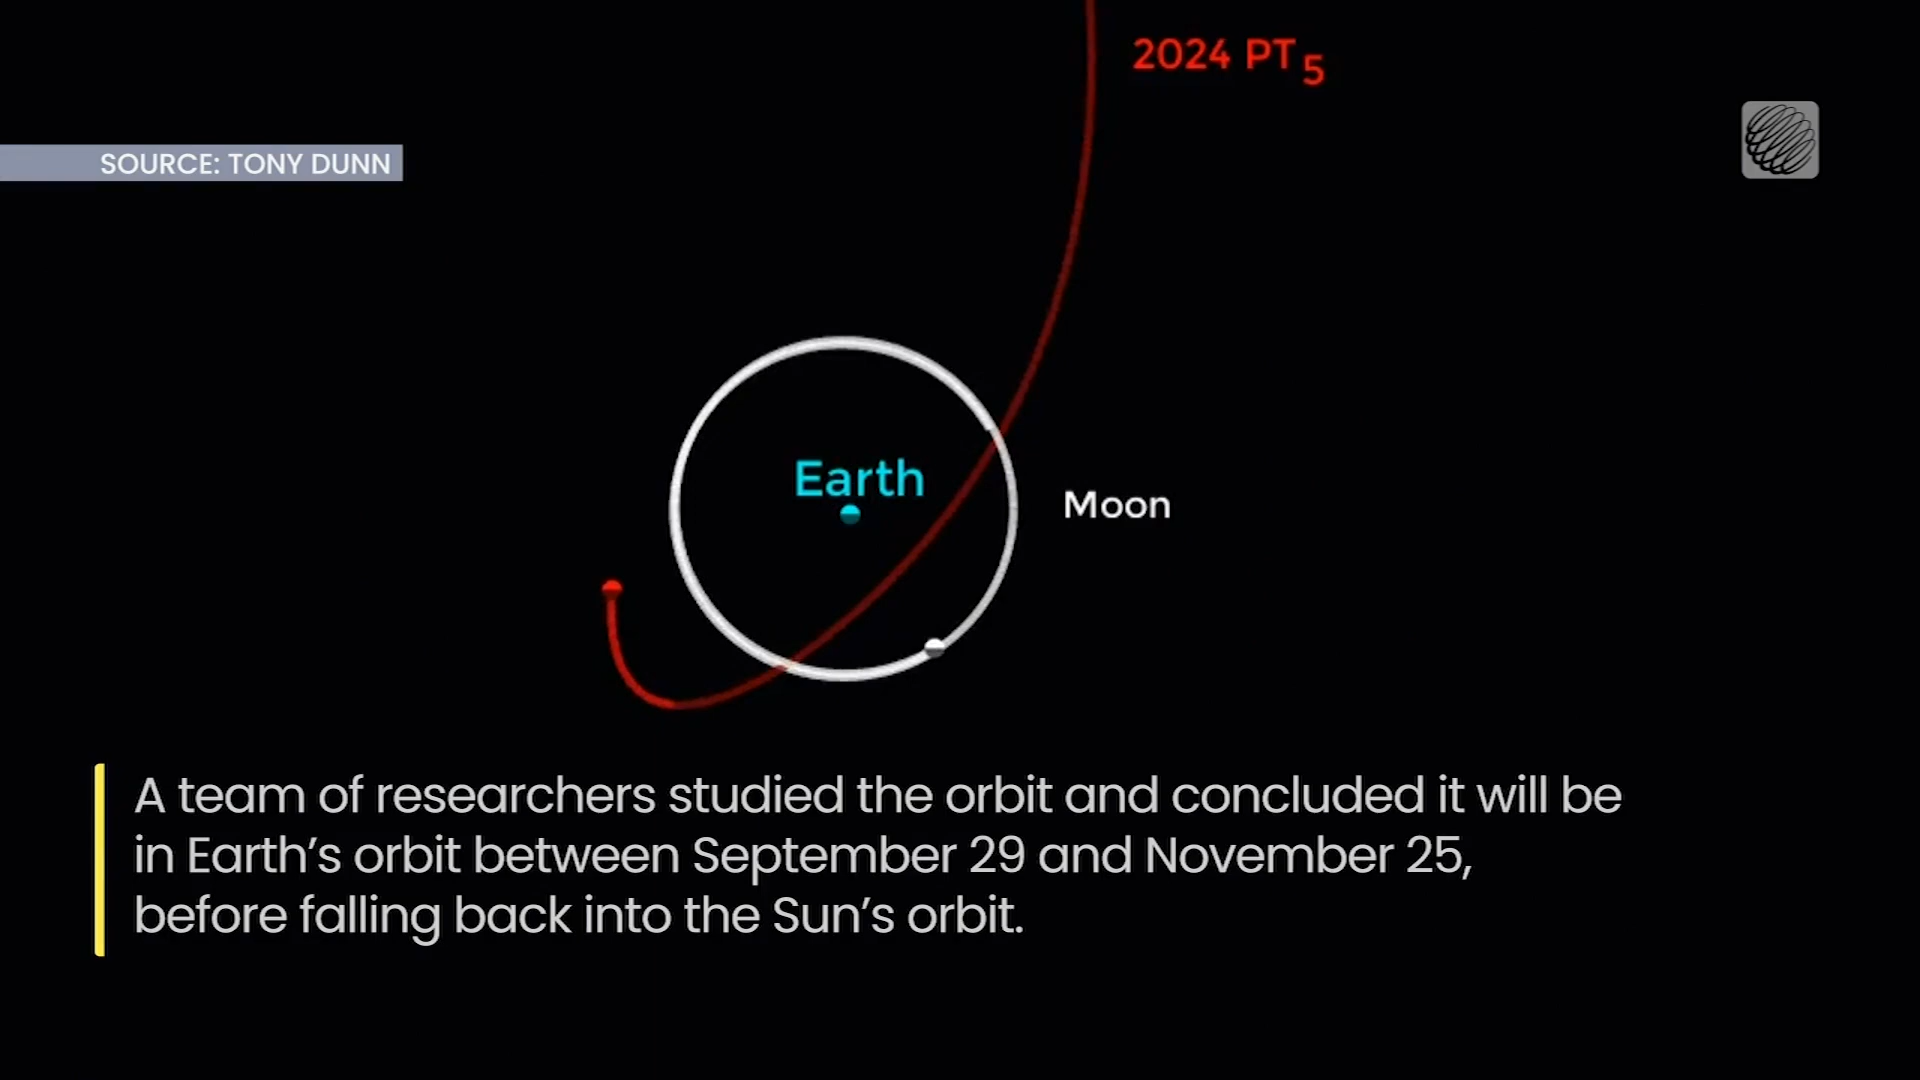 2024 PT5
SOURCE: TONY DUNN
Earth
Moon
A team of researchers studied the orbit and concluded it will be
in Earth’s orbit between September 29 and November 25,
before falling back into the Sun’s orbit.